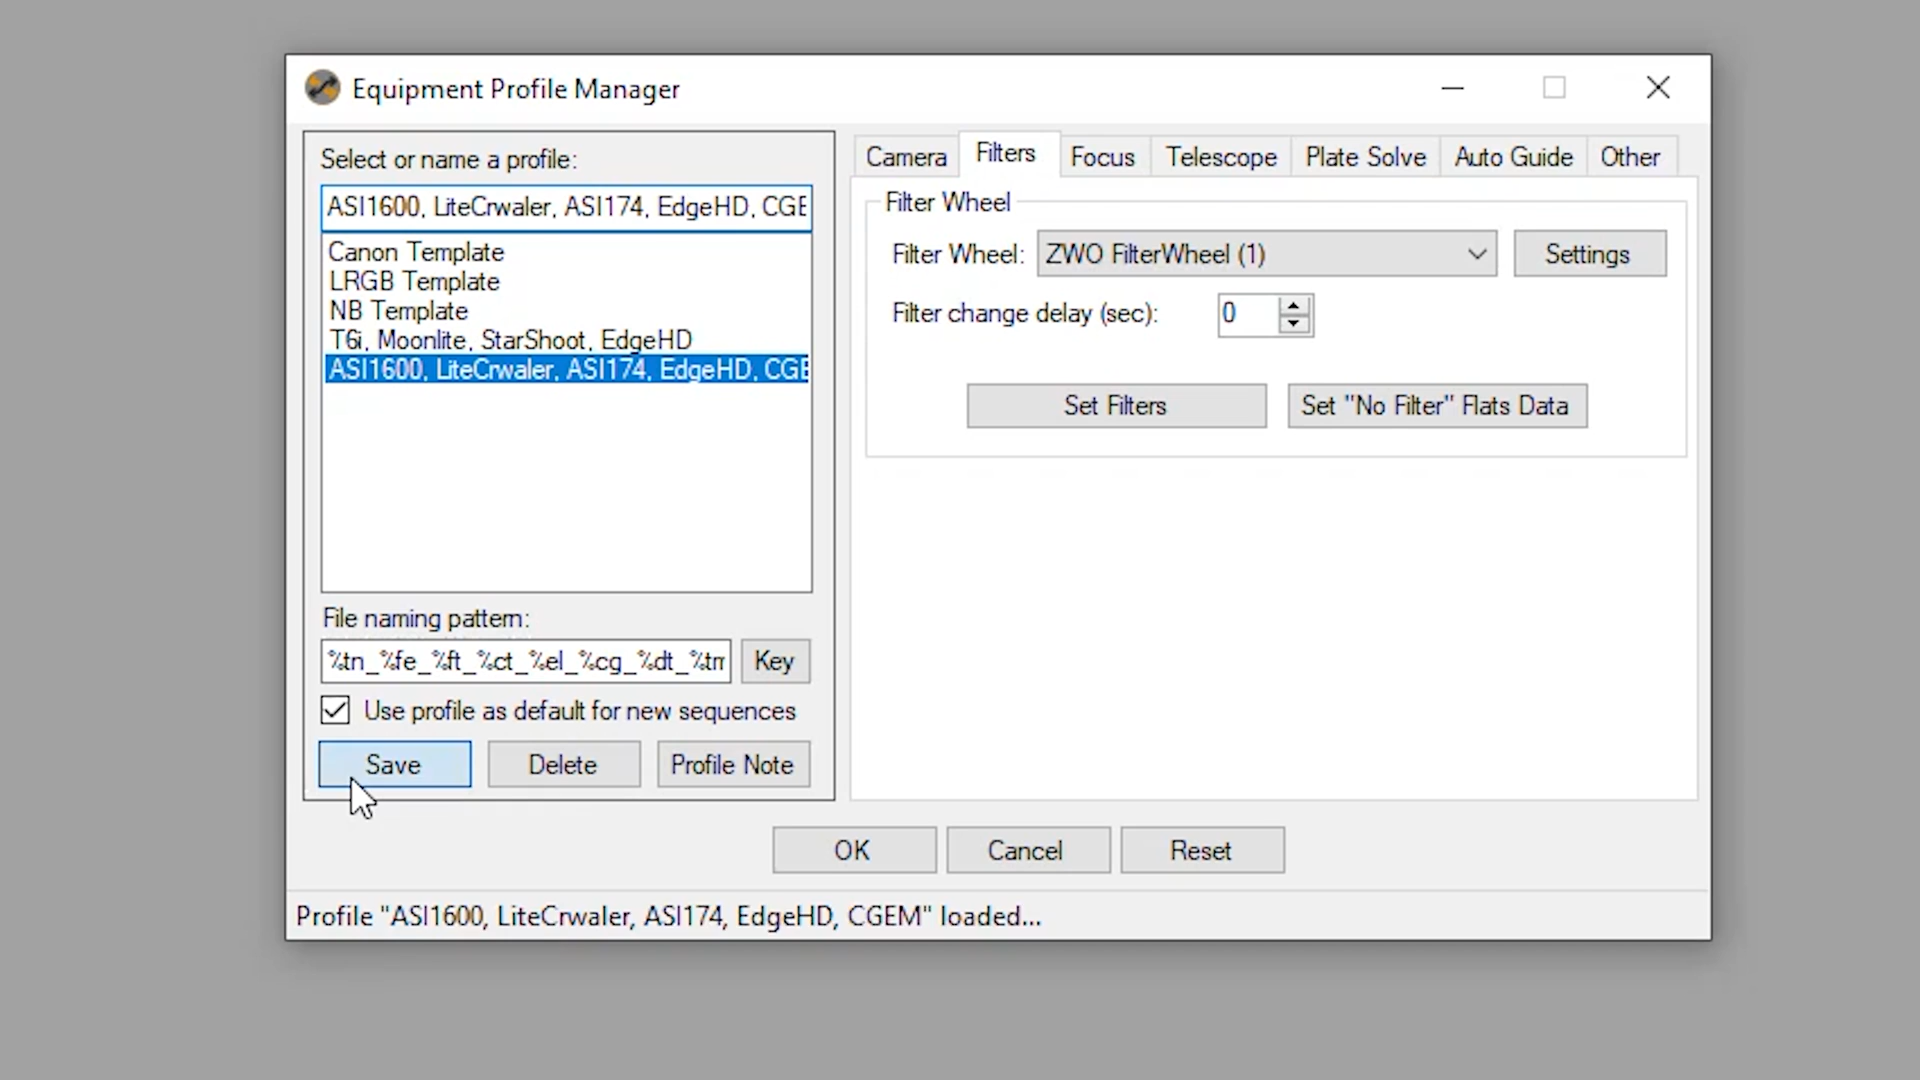 Equipment Profile Manager
Select or name a profile:
ASI1600, LiteCrwaler, ASI174, EdgeHD, CGE
Canon Template
LRGB Template
NB Template
T6i, Moonlite, StarShoot, EdgeHD
ASI1600, LiteCrwaler, ASI174, EdgeHD, CGE
File naming pattern:
%tn_%fe_%ft_%ct_%el_%cg_%dt_%tm
Key
Use profile as default for new sequences
Save Delete Profile Note
Camera Filters Focus Telescope Plate Solve Auto Guide Other
Filter Wheel
Filter Wheel: ZWO FilterWheel (1) Settings
Filter change delay (sec): 0
Set Filters Set "No Filter" Flats Data
OK Cancel Reset
Profile "ASI1600, LiteCrwaler, ASI174, EdgeHD, CGEM" loaded...